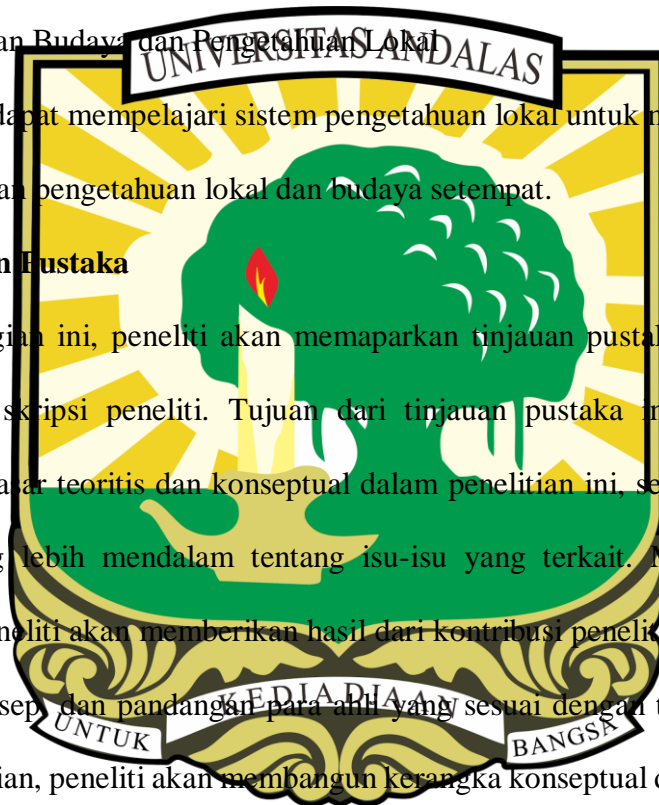 an Budaya dan Pengetahuan Lokal
UNIVERSITAS ANDALAS
dapat mempelajari sistem pengetahuan lokal untuk
an pengetahuan lokal dan budaya setempat.
n Pustaka
gian ini, peneliti akan memaparkan tinjauan pustak
skripsi peneliti. Tujuan dari tinjauan pustaka in
asar teoritis dan konseptual dalam penelitian ini, se
g lebih mendalam tentang isu-isu yang terkait. M
neliti akan memberikan hasil dari kontribusi penelit
sep, dan pandangan para ahli yang sesuai dengan t
KEDJADJAAN
UNTUK
BANGSA
ian, peneliti akan membangun kerangka konseptual d